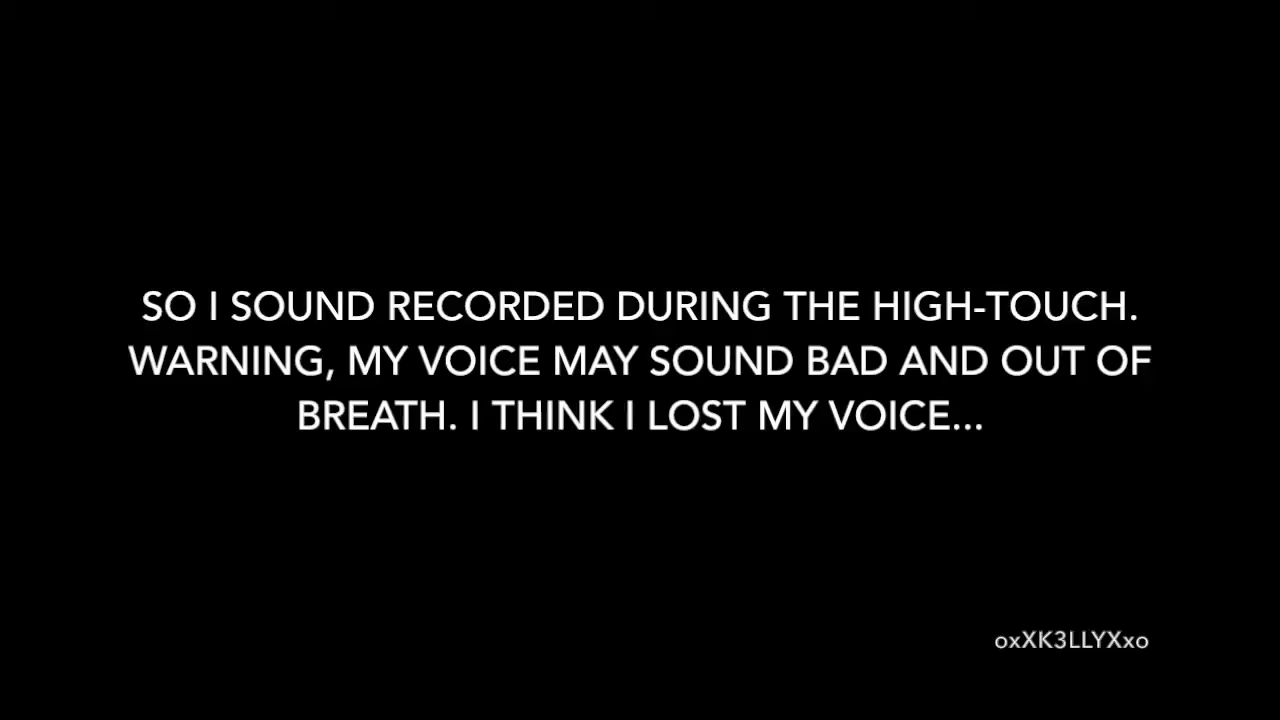 SO I SOUND RECORDED DURING THE HIGH-TOUCH.
WARNING, MY VOICE MAY SOUND BAD AND OUT OF
BREATH. I THINK I LOST MY VOICE...
oxXK3LLYXxo